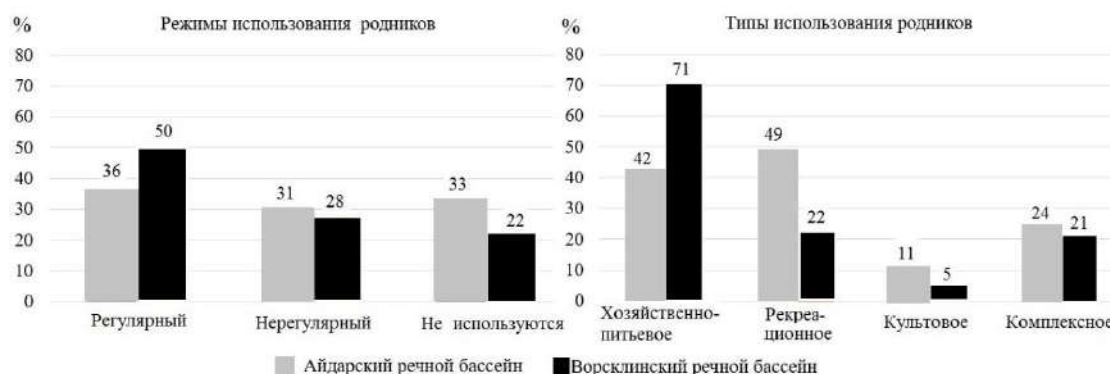 %
Режимы использования родников
80
70
60
50
40
30
20
10
0
36
50
31
28
33
22
Регулярный
Нерегулярный
Не используются
%
Типы использования родников
80
70
60
50
40
30
20
10
0
42
71
49
22
11
5
24
21
Хозяйственно-
питьевое
Рекреа-
ционное
Культовое
Комплексное
Айдарский речной бассейн
Ворсклинский речной бассейн